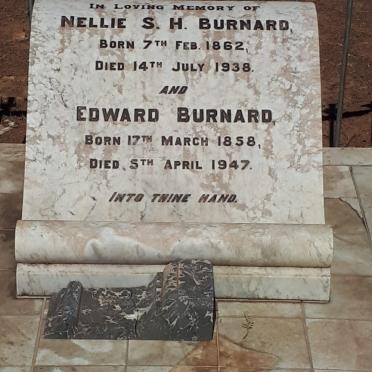 IN LOVING MEMORY OF
NELLIE S. H. BURNARD,
BORN 7TH FEB. 1862,
DIED 14TH JULY 1938.
AND
EDWARD BURNARD,
BORN 17TH MARCH 1858,
DIED 5TH APRIL 1947.
INTO THINE HAND.